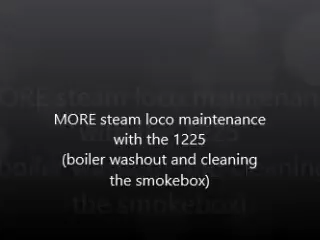 MORE steam loco maintenance
with the 1225
(boiler washout and cleaning
the smokebox)